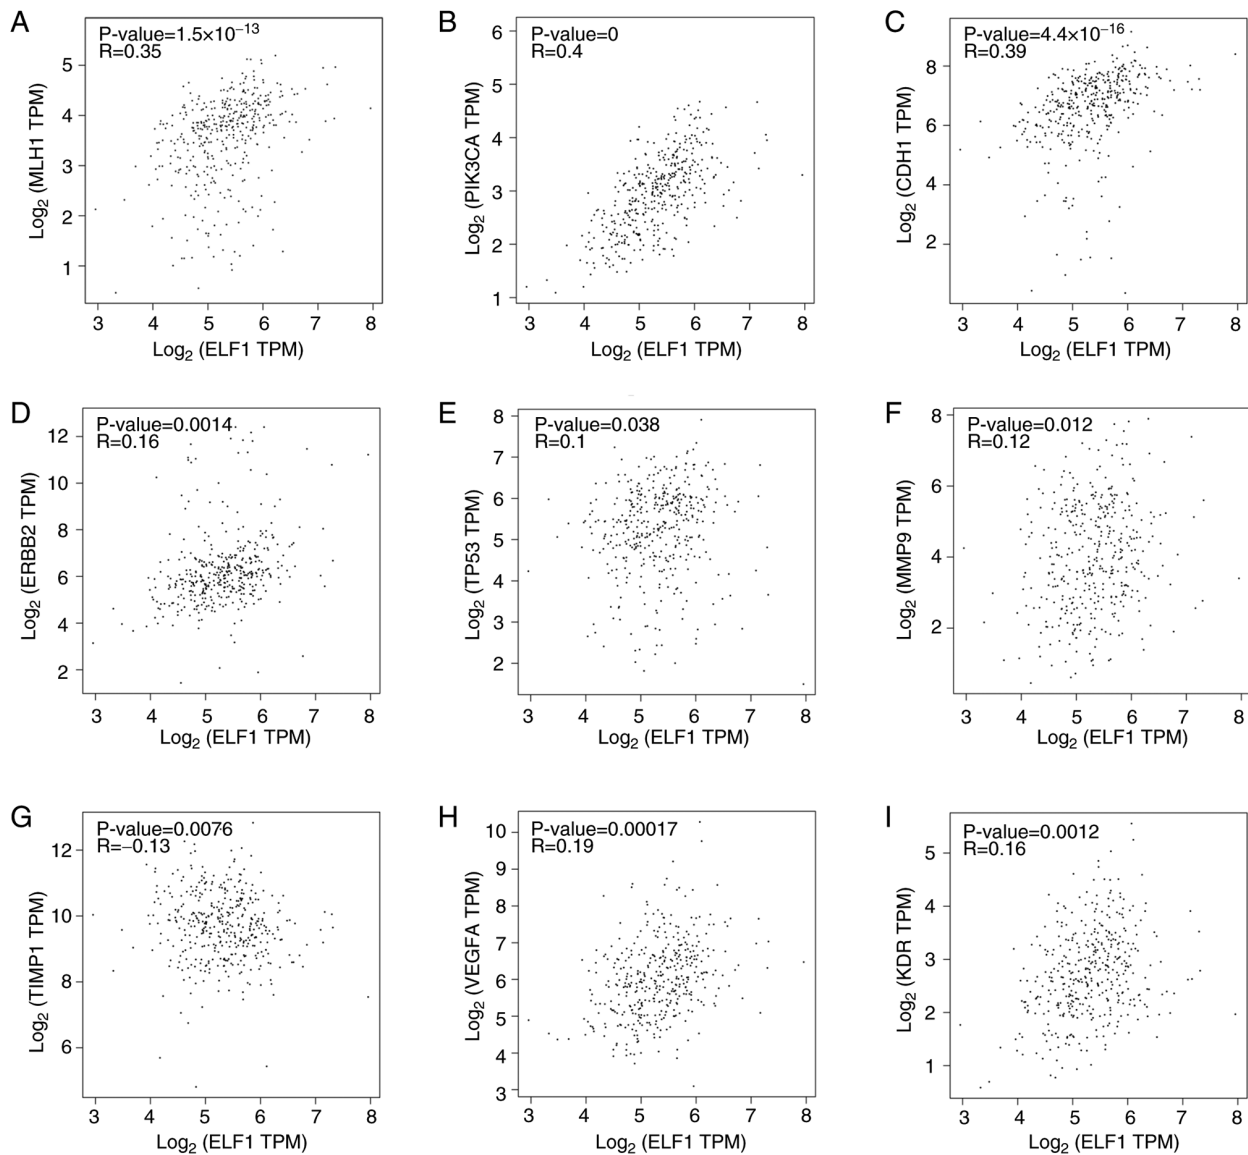 A
P-value=1.5×10⁻¹³
R=0.35
Log₂ (MLH1 TPM)
5
4
3
2
1
3 4 5 6 7 8
Log₂ (ELF1 TPM)
B
P-value=0
R=0.4
Log₂ (PIK3CA TPM)
6
5
4
3
2
1
3 4 5 6 7 8
Log₂ (ELF1 TPM)
C
P-value=4.4×10⁻¹⁶
R=0.39
Log₂ (CDH1 TPM)
8
6
4
2
3 4 5 6 7 8
Log₂ (ELF1 TPM)
D
P-value=0.0014
R=0.16
Log₂ (ERBB2 TPM)
12
10
8
6
4
2
3 4 5 6 7 8
Log₂ (ELF1 TPM)
E
P-value=0.038
R=0.1
Log₂ (TP53 TPM)
8
7
6
5
4
3
2
3 4 5 6 7 8
Log₂ (ELF1 TPM)
F
P-value=0.012
R=0.12
Log₂ (MMP9 TPM)
8
6
4
2
3 4 5 6 7 8
Log₂ (ELF1 TPM)
G
P-value=0.0076
R=−0.13
Log₂ (TIMP1 TPM)
12
10
8
6
3 4 5 6 7 8
Log₂ (ELF1 TPM)
H
P-value=0.00017
R=0.19
Log₂ (VEGFA TPM)
10
9
8
7
6
5
4
3
3 4 5 6 7 8
Log₂ (ELF1 TPM)
I
P-value=0.0012
R=0.16
Log₂ (KDR TPM)
5
4
3
2
1
3 4 5 6 7 8
Log₂ (ELF1 TPM)